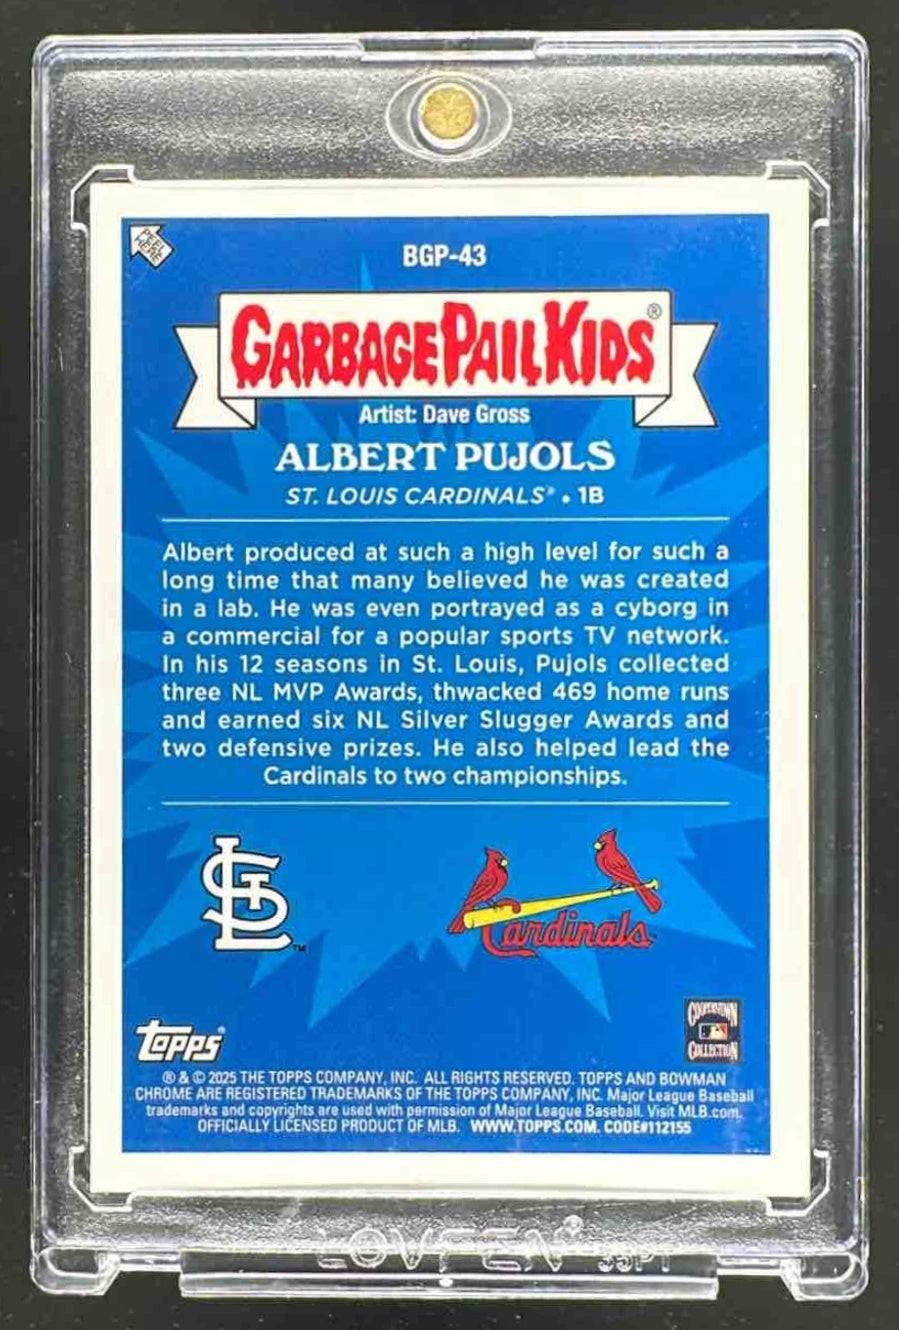 PEEL
HERE
BGP-43
GARBAGE PAIL KIDS®
Artist: Dave Gross
ALBERT PUJOLS
ST. LOUIS CARDINALS® • 1B
Albert produced at such a high level for such a
long time that many believed he was created
in a lab. He was even portrayed as a cyborg in
a commercial for a popular sports TV network.
In his 12 seasons in St. Louis, Pujols collected
three NL MVP Awards, thwacked 469 home runs
and earned six NL Silver Slugger Awards and
two defensive prizes. He also helped lead the
Cardinals to two championships.
STL™
Cardinals
topps®
COOPERSTOWN
COLLECTION
® & © 2025 THE TOPPS COMPANY, INC. ALL RIGHTS RESERVED. TOPPS AND BOWMAN
CHROME ARE REGISTERED TRADEMARKS OF THE TOPPS COMPANY, INC. Major League Baseball
trademarks and copyrights are used with permission of Major League Baseball. Visit MLB.com.
OFFICIALLY LICENSED PRODUCT OF MLB. WWW.TOPPS.COM. CODE#112155
35PT